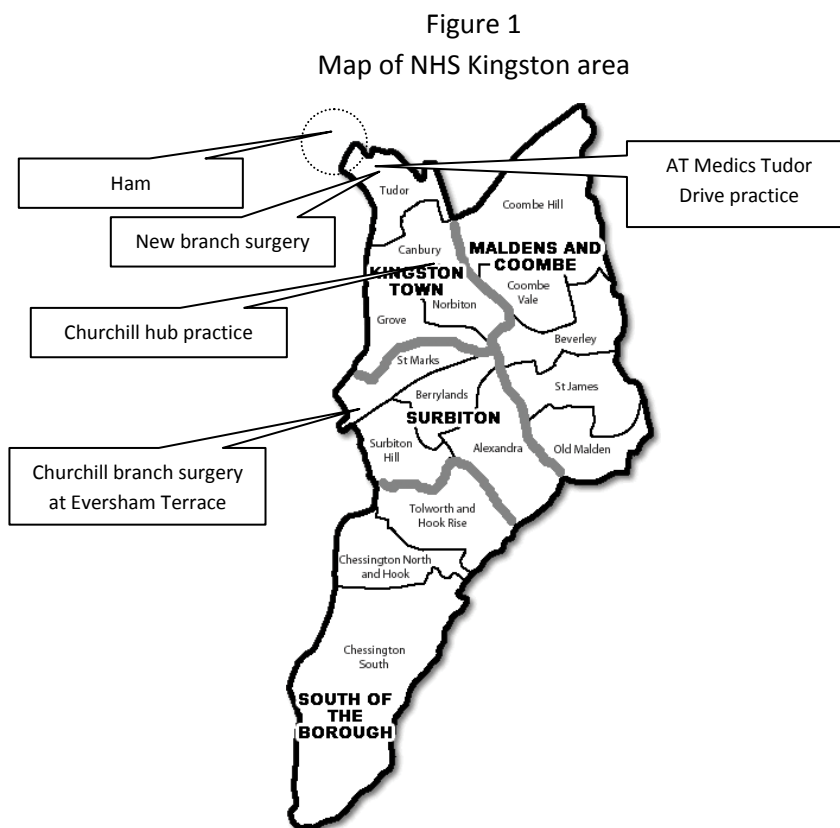 Figure 1
Map of NHS Kingston area
Ham
AT Medics Tudor
Drive practice
Tudor
Coombe Hill
New branch surgery
Canbury
MALDENS AND
COOMBE
KINGSTON
TOWN
Coombe
Vale
Norbiton
Churchill hub practice
Grove
Beverley
St Marks
Berrylands
St James
SURBITON
Surbiton
Hill
Alexandra
Old Malden
Churchill branch surgery
at Eversham Terrace
Tolworth and
Hook Rise
Chessington North
and Hook
Chessington
South
SOUTH OF
THE
BOROUGH